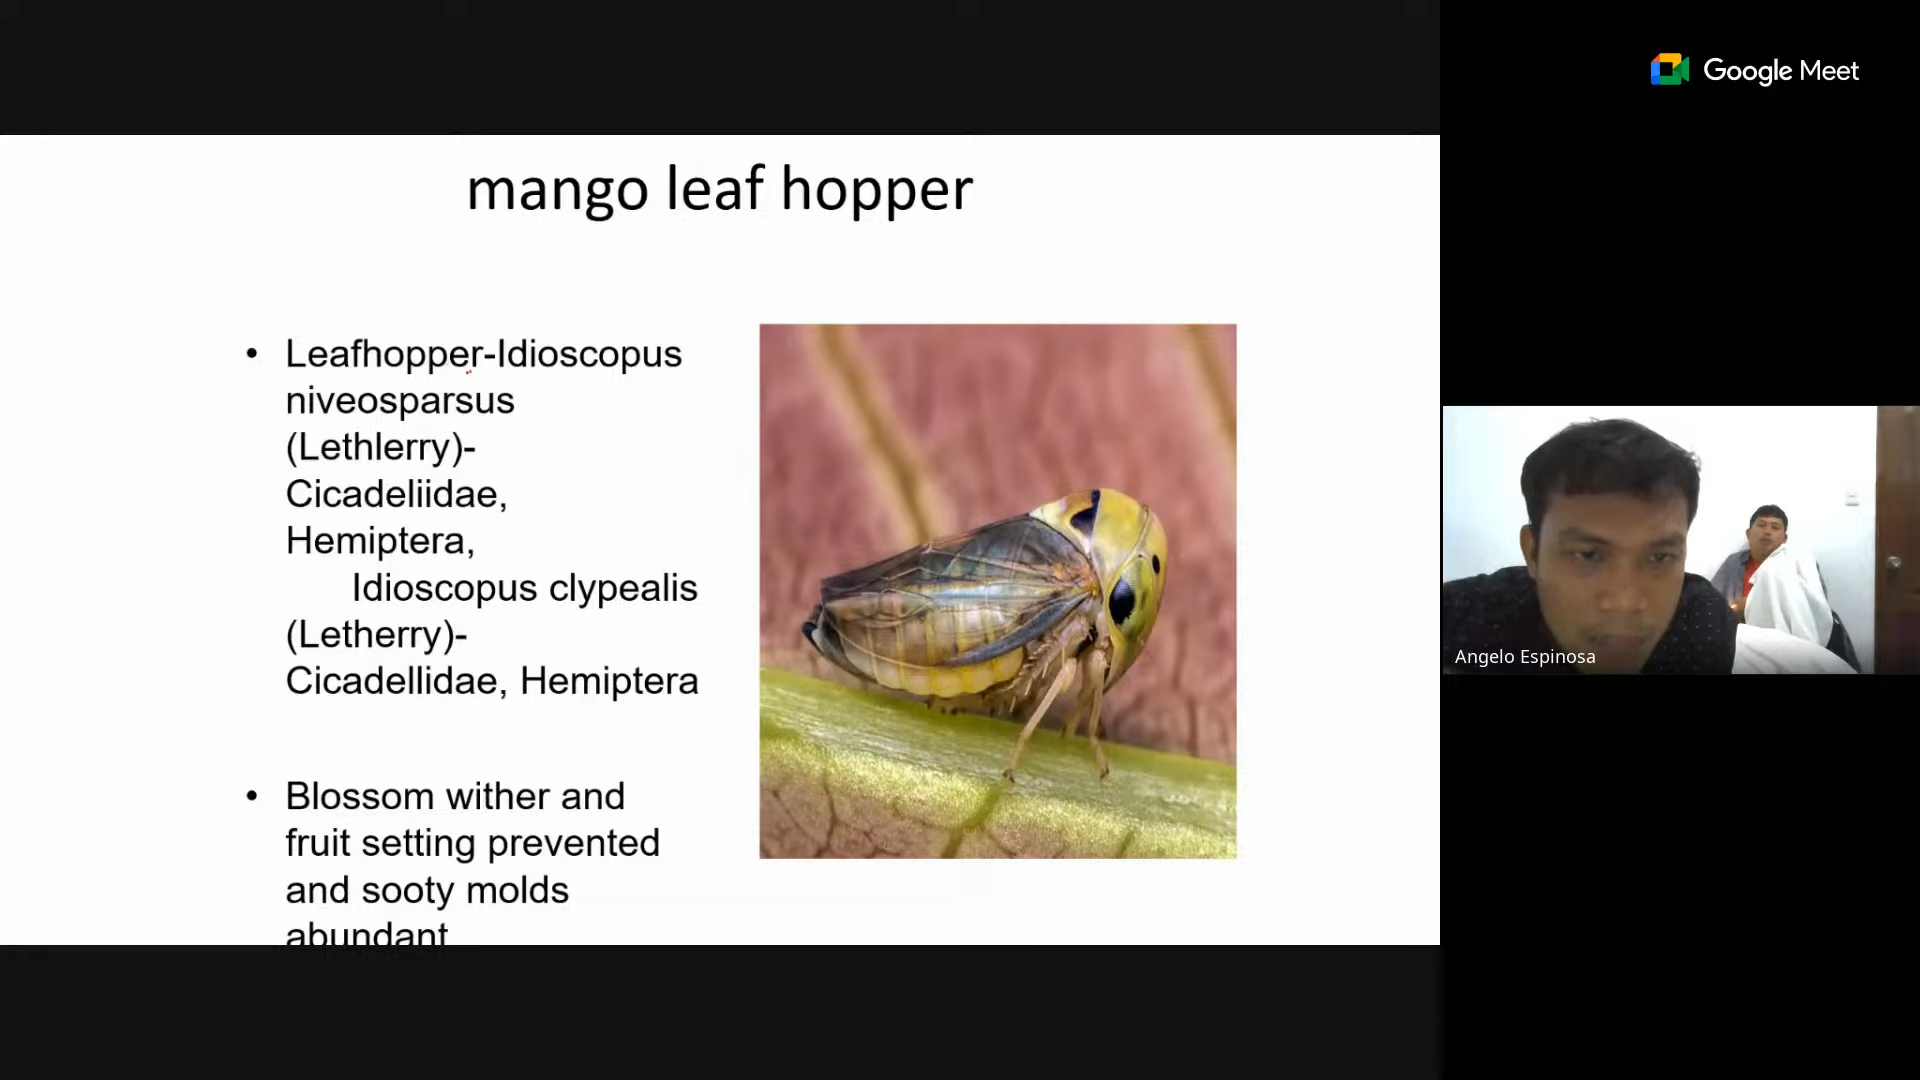 Google Meet
mango leaf hopper
• Leafhopper-Idioscopus
niveosparsus
(Lethlerry)-
Cicadeliidae,
Hemiptera,
Idioscopus clypealis
(Letherry)-
Cicadellidae, Hemiptera
• Blossom wither and
fruit setting prevented
and sooty molds
abundant
Angelo Espinosa